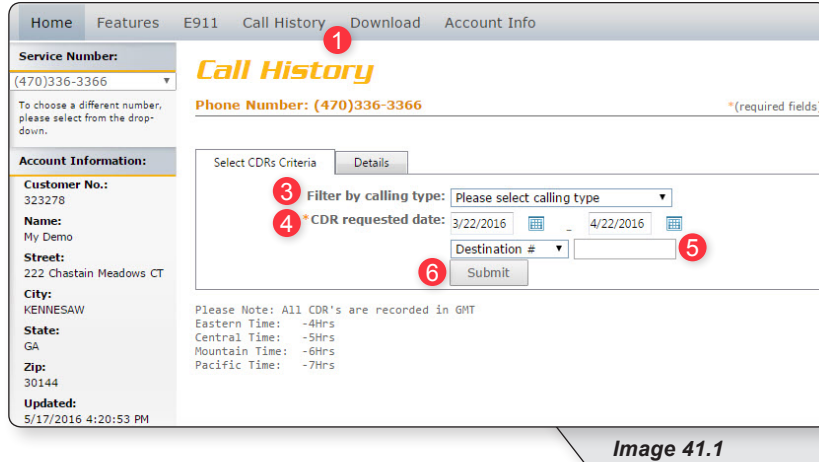 Home Features E911 Call History Download Account Info
1
Service Number:
(470)336-3366
To choose a different number,
please select from the drop-
down.
Account Information:
Customer No.:
323278
Name:
My Demo
Street:
222 Chastain Meadows CT
City:
KENNESAW
State:
GA
Zip:
30144
Updated:
5/17/2016 4:20:53 PM
Call History
Phone Number: (470)336-3366
*(required fields)
Select CDRs Criteria Details
3 Filter by calling type: Please select calling type
4 *CDR requested date: 3/22/2016 - 4/22/2016
Destination # 5
6 Submit
Please Note: All CDR's are recorded in GMT
Eastern Time: -4Hrs
Central Time: -5Hrs
Mountain Time: -6Hrs
Pacific Time: -7Hrs
Image 41.1